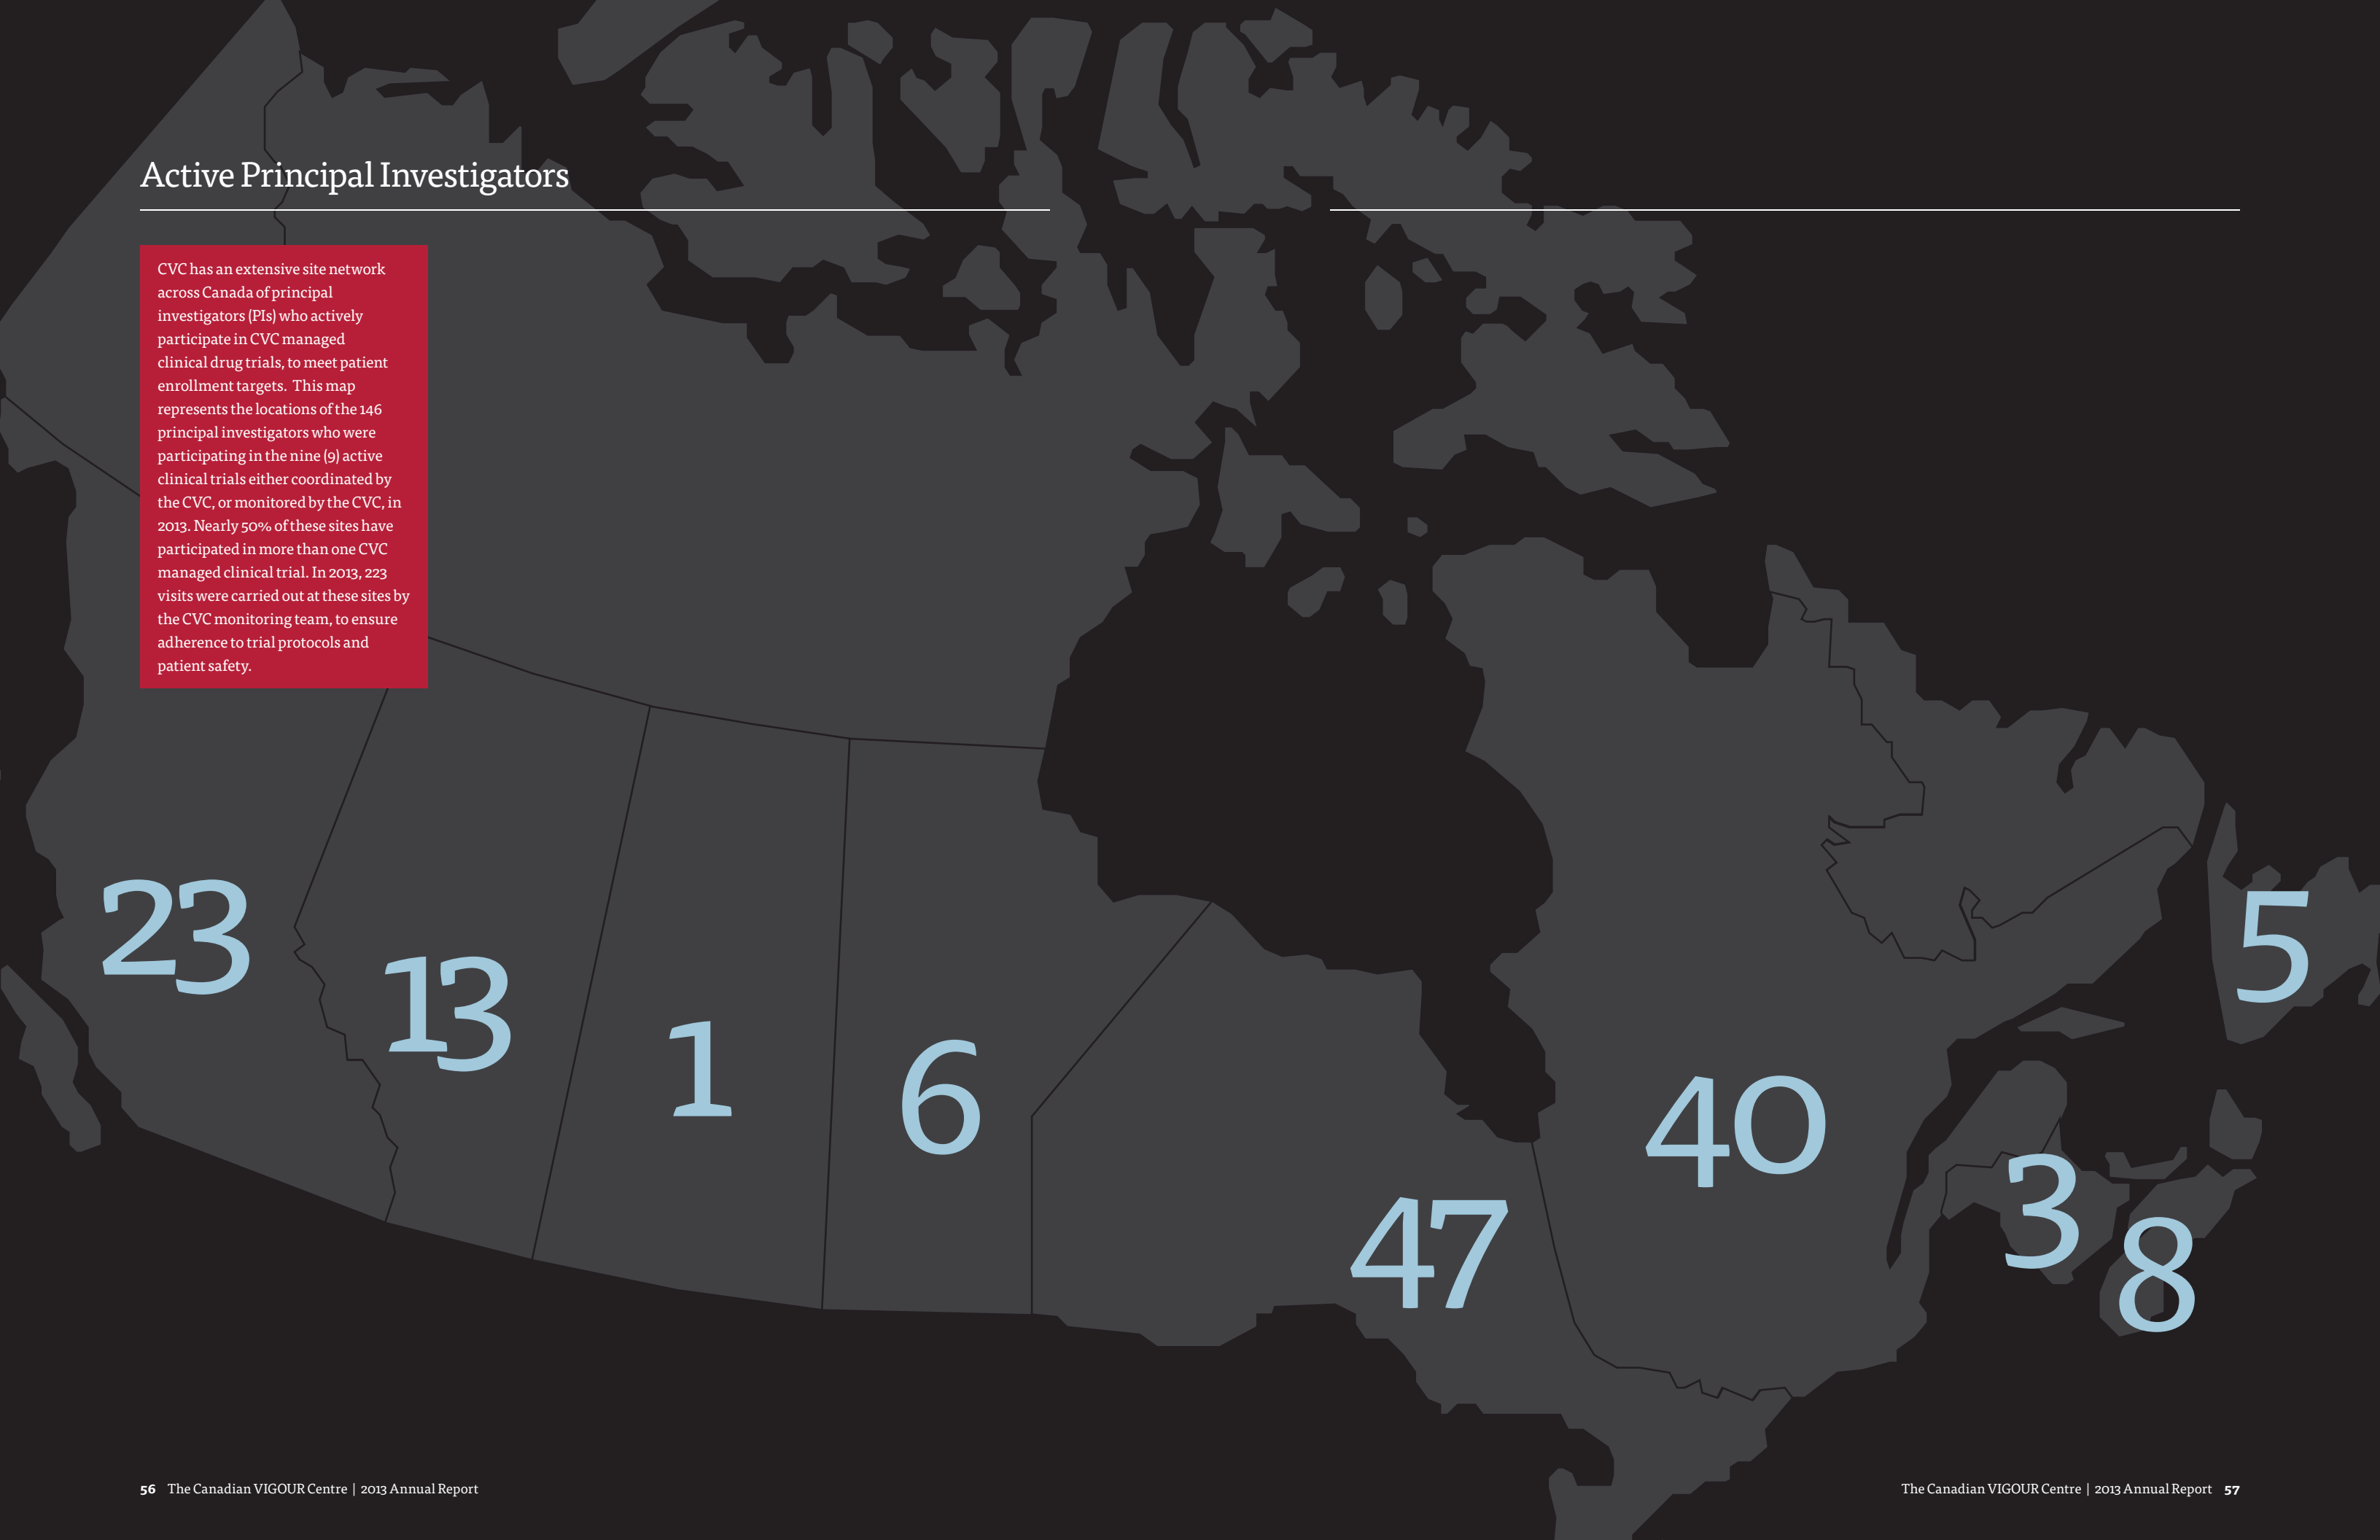 Active Principal Investigators
CVC has an extensive site network
across Canada of principal
investigators (PIs) who actively
participate in CVC managed
clinical drug trials, to meet patient
enrollment targets.  This map
represents the locations of the 146
principal investigators who were
participating in the nine (9) active
clinical trials either coordinated by
the CVC, or monitored by the CVC, in
2013. Nearly 50% of these sites have
participated in more than one CVC
managed clinical trial. In 2013, 223
visits were carried out at these sites by
the CVC monitoring team, to ensure
adherence to trial protocols and
patient safety.
23
13
1
6
47
40
5
3
8
56 The Canadian VIGOUR Centre | 2013 Annual Report
The Canadian VIGOUR Centre | 2013 Annual Report 57